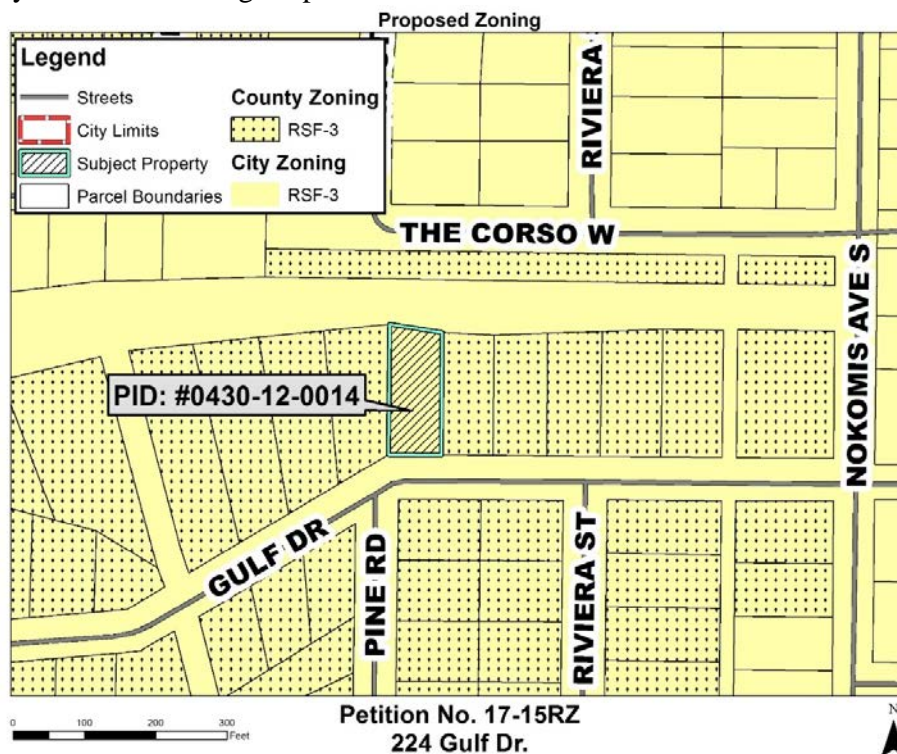 Proposed Zoning
Legend
Streets
City Limits
Subject Property
Parcel Boundaries
County Zoning
RSF-3
City Zoning
RSF-3
RIVIERA
THE CORSO W
NOKOMIS AVE S
PID: #0430-12-0014
GULF DR
PINE RD
RIVIERA ST
0 100 200 300
Feet
Petition No. 17-15RZ
224 Gulf Dr.
N